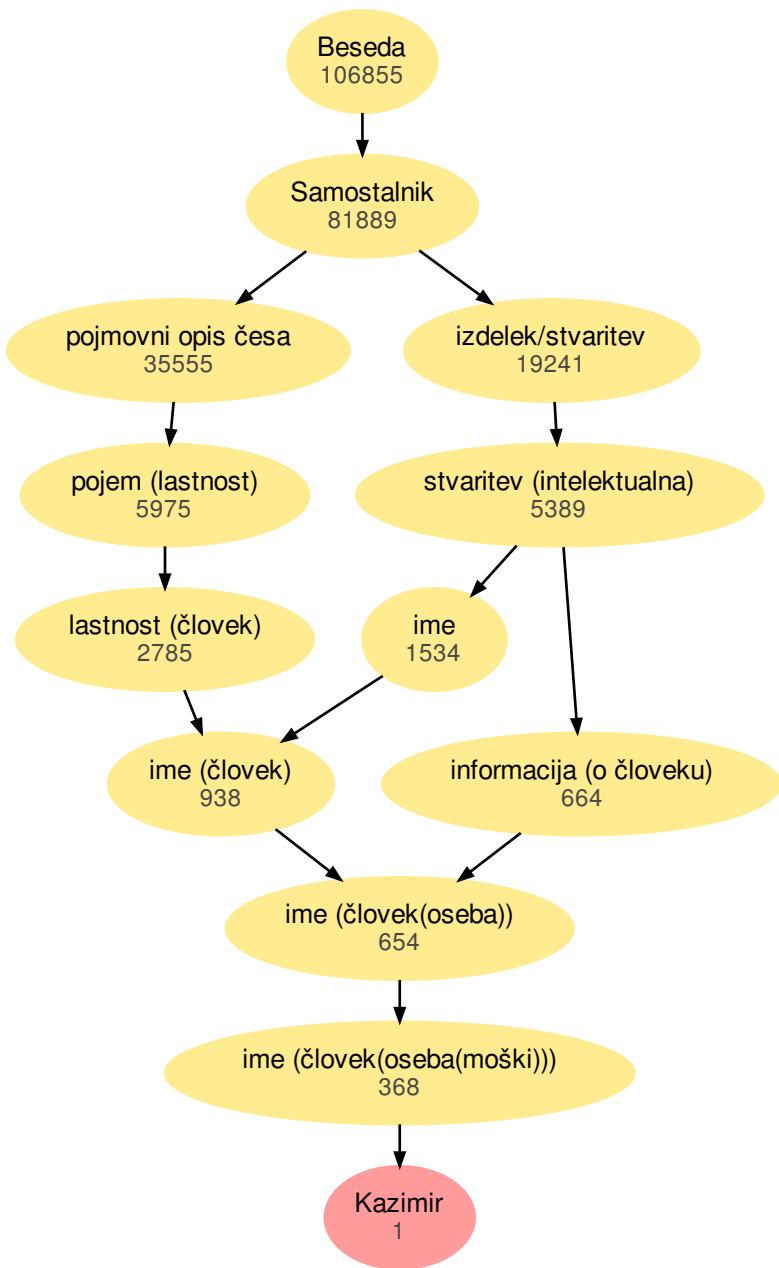 Beseda
106855
Samostalnik
81889
pojmovni opis česa
35555
izdelek/stvaritev
19241
pojem (lastnost)
5975
stvaritev (intelektualna)
5389
lastnost (človek)
2785
ime
1534
ime (človek)
938
informacija (o človeku)
664
ime (človek(oseba))
654
ime (človek(oseba(moški)))
368
Kazimir
1